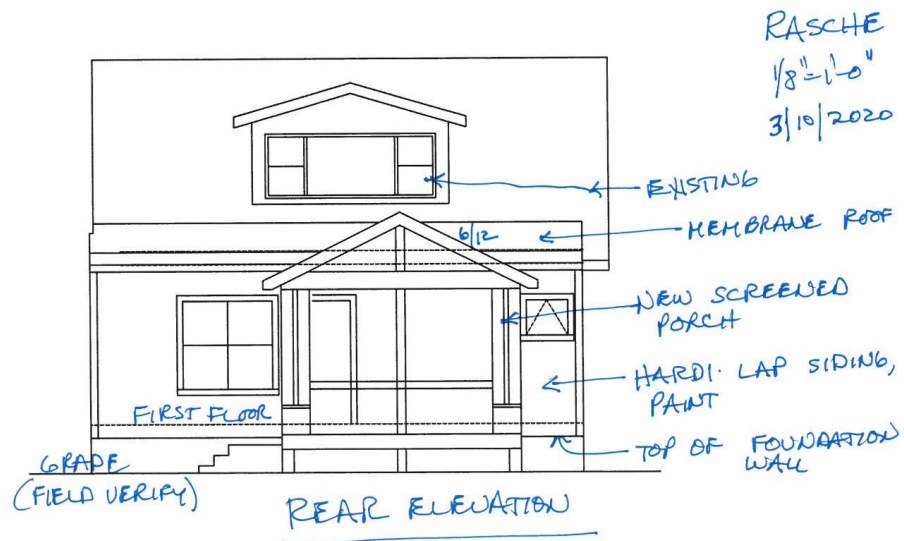 RASCHE
1/8"=1'-0"
3/10/2020
EXISTING
6/12
MEMBRANE ROOF
NEW SCREENED
PORCH
HARDI. LAP SIDING,
PAINT
FIRST FLOOR
TOP OF FOUNDATION
WALL
GRADE
(FIELD VERIFY)
REAR ELEVATION